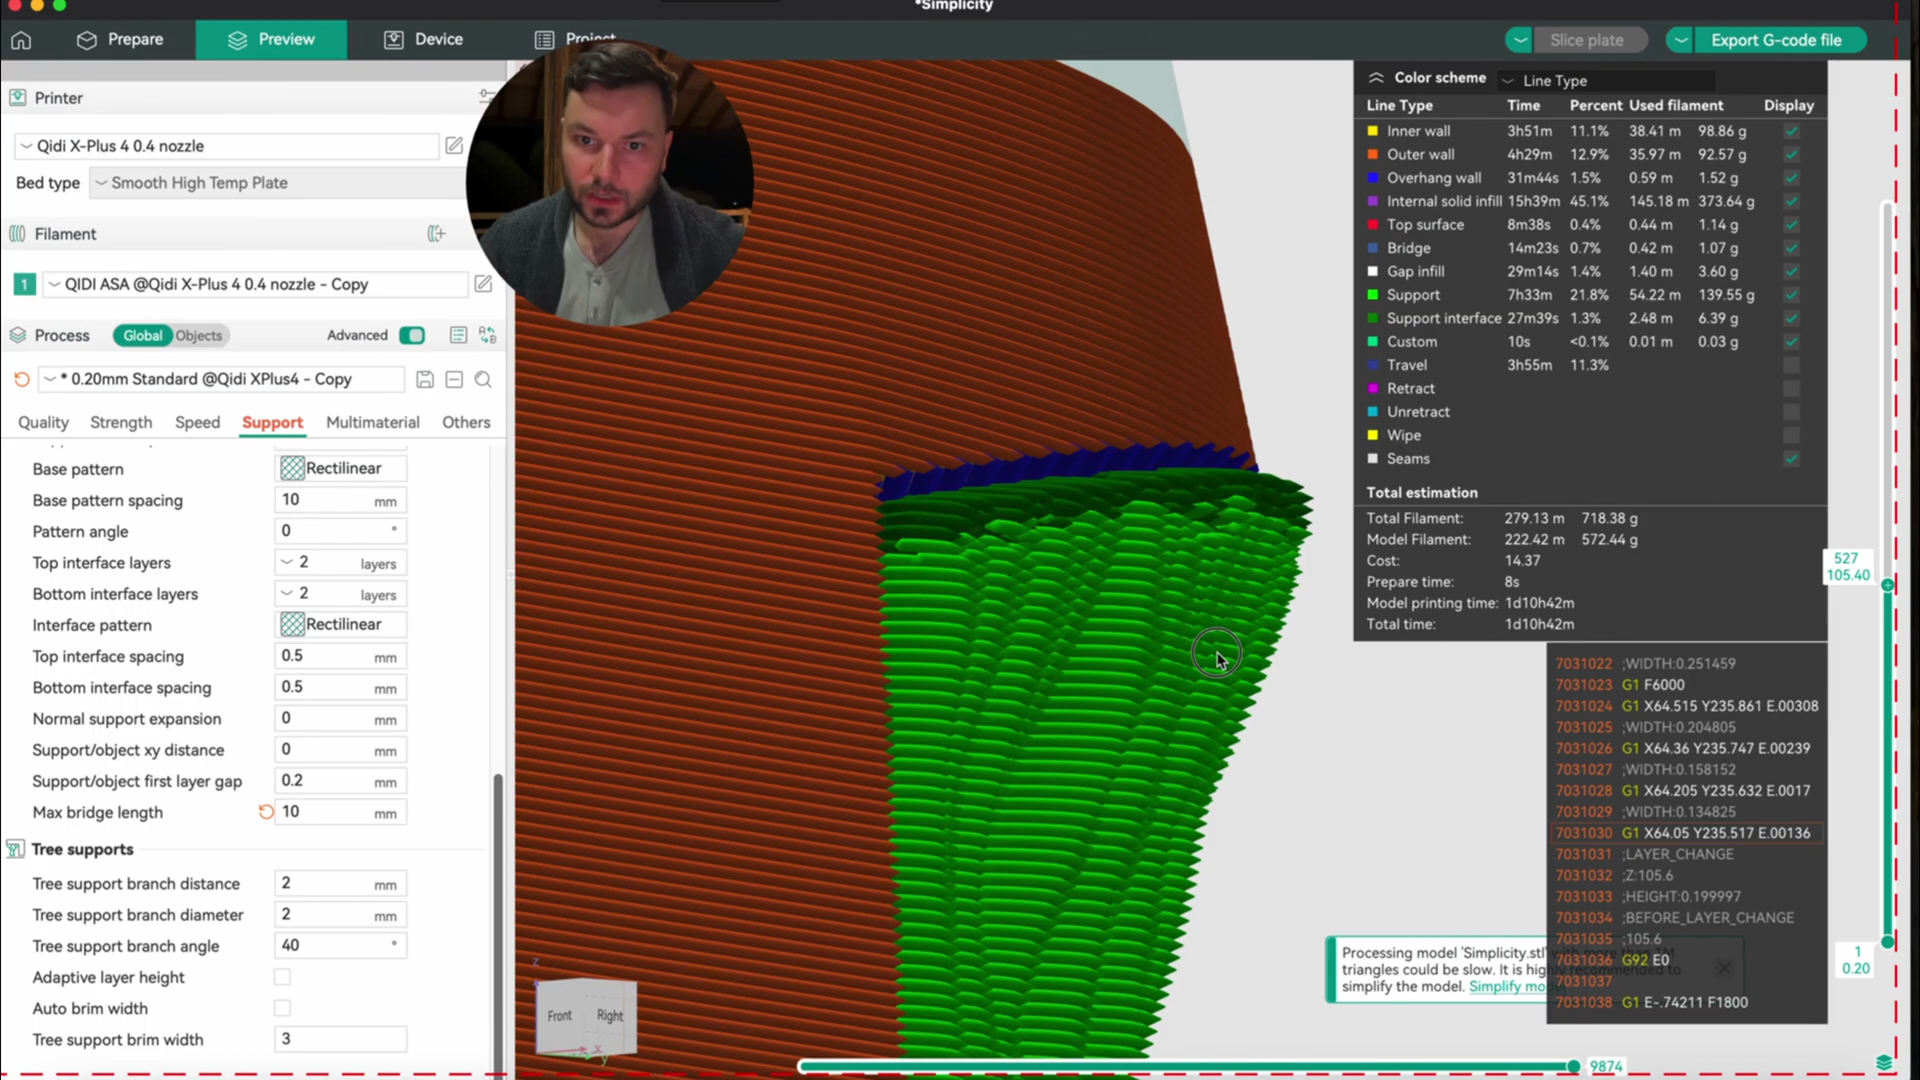 *Simplicity
Prepare
Preview
Device
Project
Slice plate
Export G-code file
Printer
Qidi X-Plus 4 0.4 nozzle
Bed type
Smooth High Temp Plate
Filament
1
QIDI ASA @Qidi X-Plus 4 0.4 nozzle - Copy
Process
Global
Objects
Advanced
* 0.20mm Standard @Qidi XPlus4 - Copy
Quality
Strength
Speed
Support
Multimaterial
Others
Base pattern
Rectilinear
Base pattern spacing
10 mm
Pattern angle
0 °
Top interface layers
2 layers
Bottom interface layers
2 layers
Interface pattern
Rectilinear
Top interface spacing
0.5 mm
Bottom interface spacing
0.5 mm
Normal support expansion
0 mm
Support/object xy distance
0 mm
Support/object first layer gap
0.2 mm
Max bridge length
10 mm
Tree supports
Tree support branch distance
2 mm
Tree support branch diameter
2 mm
Tree support branch angle
40 °
Adaptive layer height
Auto brim width
Tree support brim width
3
Color scheme
Line Type
Line Type Time Percent Used filament Display
Inner wall 3h51m 11.1% 38.41 m 98.86 g
Outer wall 4h29m 12.9% 35.97 m 92.57 g
Overhang wall 31m44s 1.5% 0.59 m 1.52 g
Internal solid infill 15h39m 45.1% 145.18 m 373.64 g
Top surface 8m38s 0.4% 0.44 m 1.14 g
Bridge 14m23s 0.7% 0.42 m 1.07 g
Gap infill 29m14s 1.4% 1.40 m 3.60 g
Support 7h33m 21.8% 54.22 m 139.55 g
Support interface 27m39s 1.3% 2.48 m 6.39 g
Custom 10s <0.1% 0.01 m 0.03 g
Travel 3h55m 11.3%
Retract
Unretract
Wipe
Seams
Total estimation
Total Filament: 279.13 m 718.38 g
Model Filament: 222.42 m 572.44 g
Cost: 14.37
Prepare time: 8s
Model printing time: 1d10h42m
Total time: 1d10h42m
527
105.40
7031022 ;WIDTH:0.251459
7031023 G1 F6000
7031024 G1 X64.515 Y235.861 E.00308
7031025 ;WIDTH:0.204805
7031026 G1 X64.36 Y235.747 E.00239
7031027 ;WIDTH:0.158152
7031028 G1 X64.205 Y235.632 E.0017
7031029 ;WIDTH:0.134825
7031030 G1 X64.05 Y235.517 E.00136
7031031 ;LAYER_CHANGE
7031032 ;Z:105.6
7031033 ;HEIGHT:0.199997
7031034 ;BEFORE_LAYER_CHANGE
7031035 ;105.6
7031036 G92 E0
7031037
7031038 G1 E-.74211 F1800
Processing model 'Simplicity.stl' with more than 1M
triangles could be slow. It is highly recommended to
simplify the model. Simplify mo
1
0.20
z
Front
Right
x
y
9874